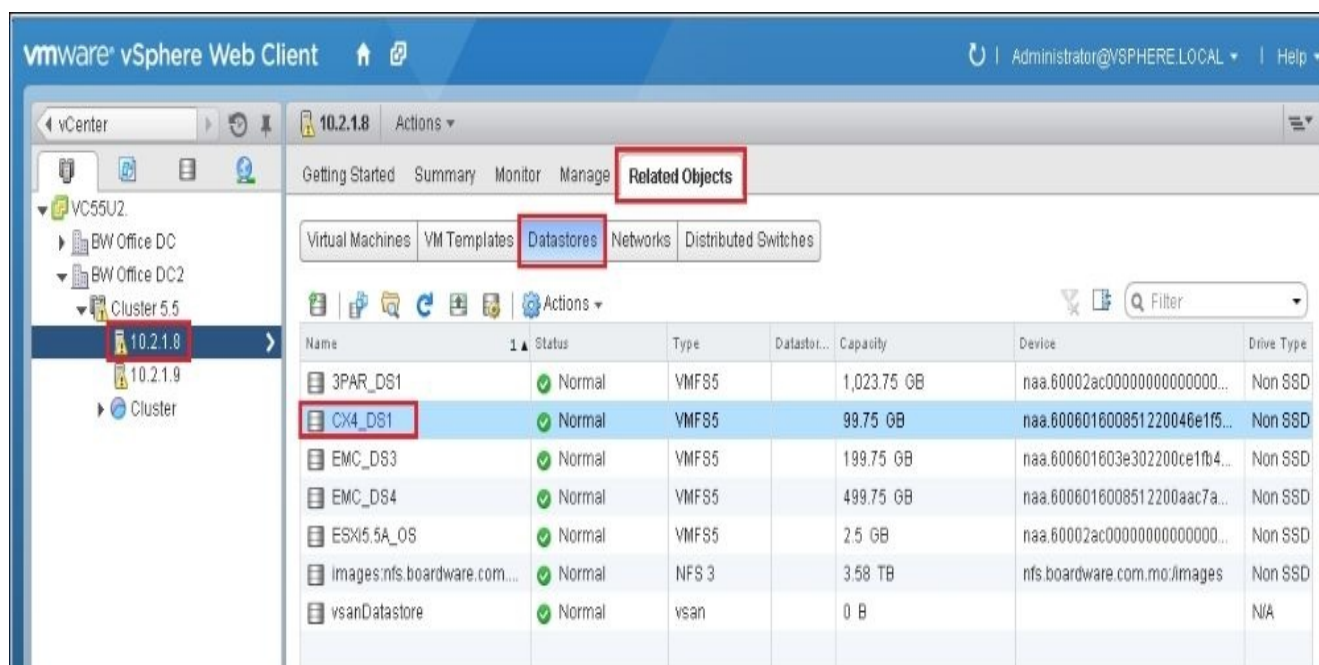 vmware® vSphere Web Client
Administrator@VSPHERE.LOCAL
Help
vCenter
VC55U2.
BW Office DC
BW Office DC2
Cluster 5.5
10.2.1.8
10.2.1.9
Cluster
10.2.1.8 Actions
Getting Started Summary Monitor Manage Related Objects
Virtual Machines VM Templates Datastores Networks Distributed Switches
Actions
Filter
Name 1 Status Type Datastor... Capacity Device Drive Type
3PAR_DS1 Normal VMFS5 1,023.75 GB naa.60002ac00000000000000... Non SSD
CX4_DS1 Normal VMFS5 99.75 GB naa.600601600851220046e1f5... Non SSD
EMC_DS3 Normal VMFS5 199.75 GB naa.600601603e302200ce1fb4... Non SSD
EMC_DS4 Normal VMFS5 499.75 GB naa.6006016008512200aac7a... Non SSD
ESXi5.5A_OS Normal VMFS5 2.5 GB naa.60002ac00000000000000... Non SSD
images:nfs.boardware.com.... Normal NFS 3 3.58 TB nfs.boardware.com.mo:/images Non SSD
vsanDatastore Normal vsan 0 B N/A